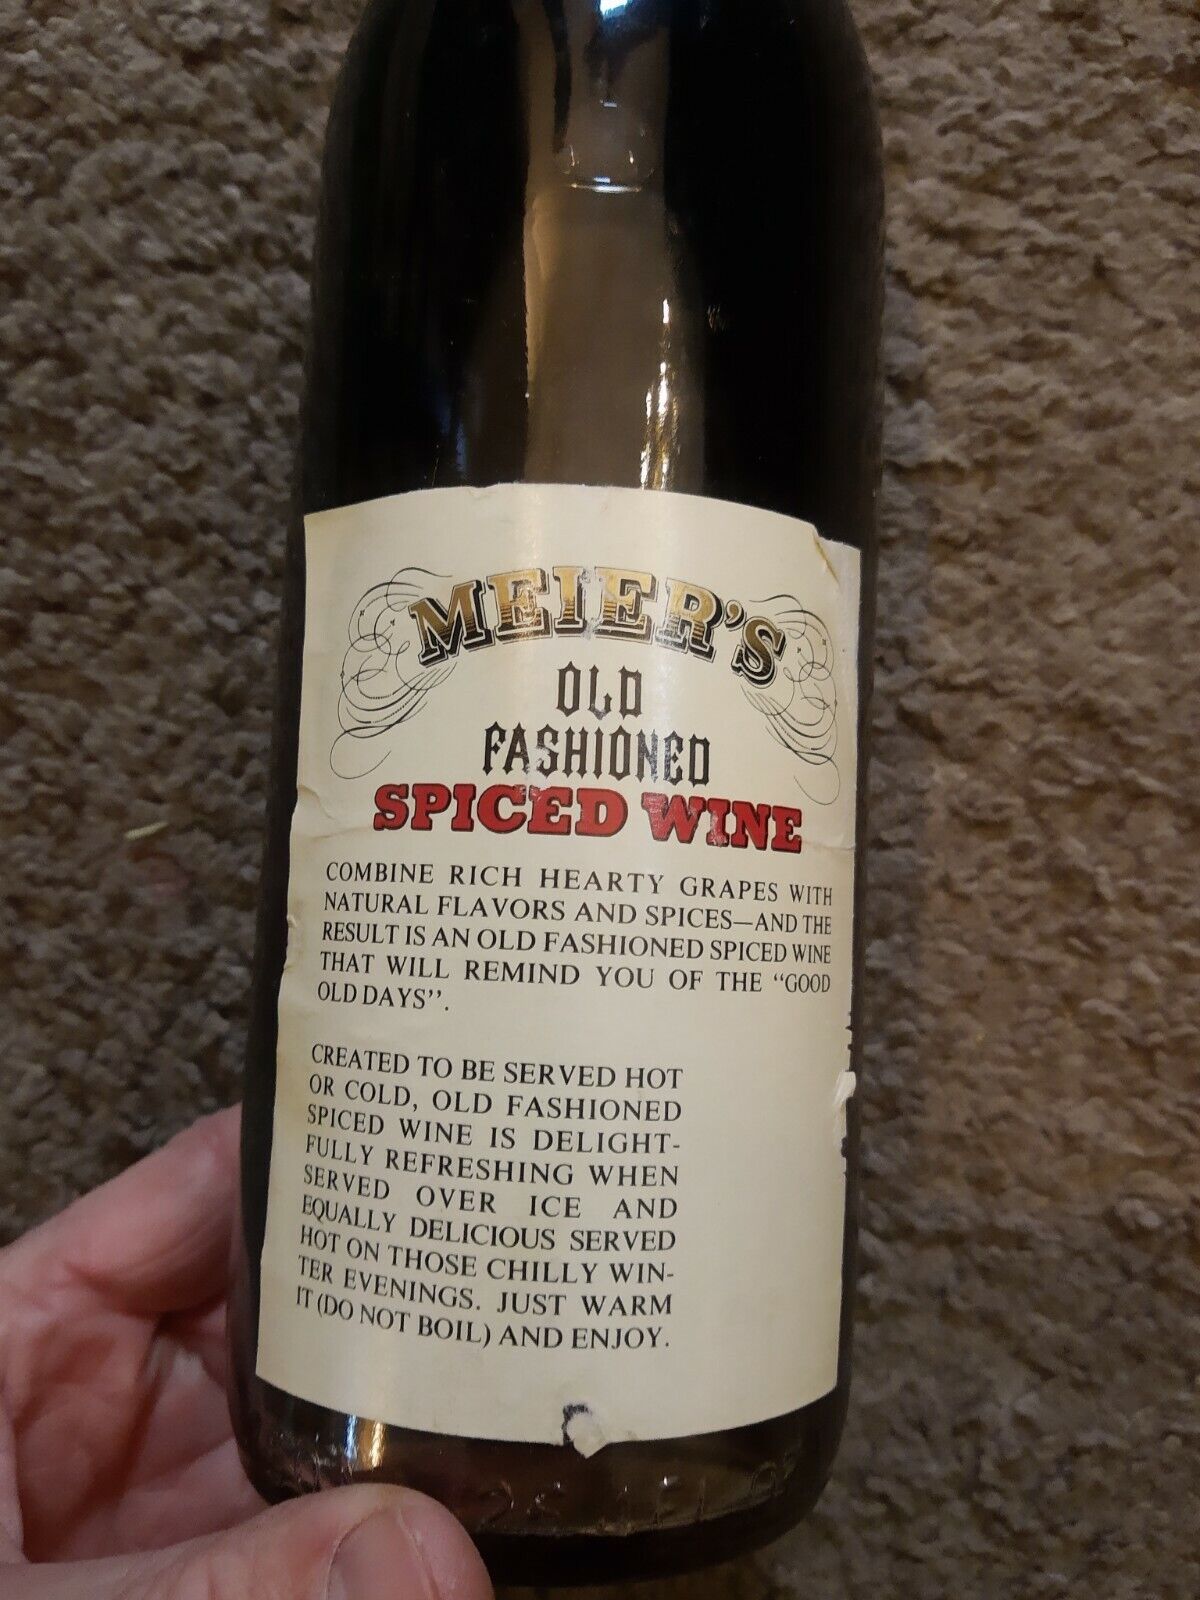 MEIER'S
OLD
FASHIONED
SPICED WINE
COMBINE RICH HEARTY GRAPES WITH
NATURAL FLAVORS AND SPICES—AND THE
RESULT IS AN OLD FASHIONED SPICED WINE
THAT WILL REMIND YOU OF THE "GOOD
OLD DAYS".
CREATED TO BE SERVED HOT
OR COLD, OLD FASHIONED
SPICED WINE IS DELIGHT-
FULLY REFRESHING WHEN
SERVED OVER ICE AND
EQUALLY DELICIOUS SERVED
HOT ON THOSE CHILLY WIN-
TER EVENINGS. JUST WARM
IT (DO NOT BOIL) AND ENJOY.